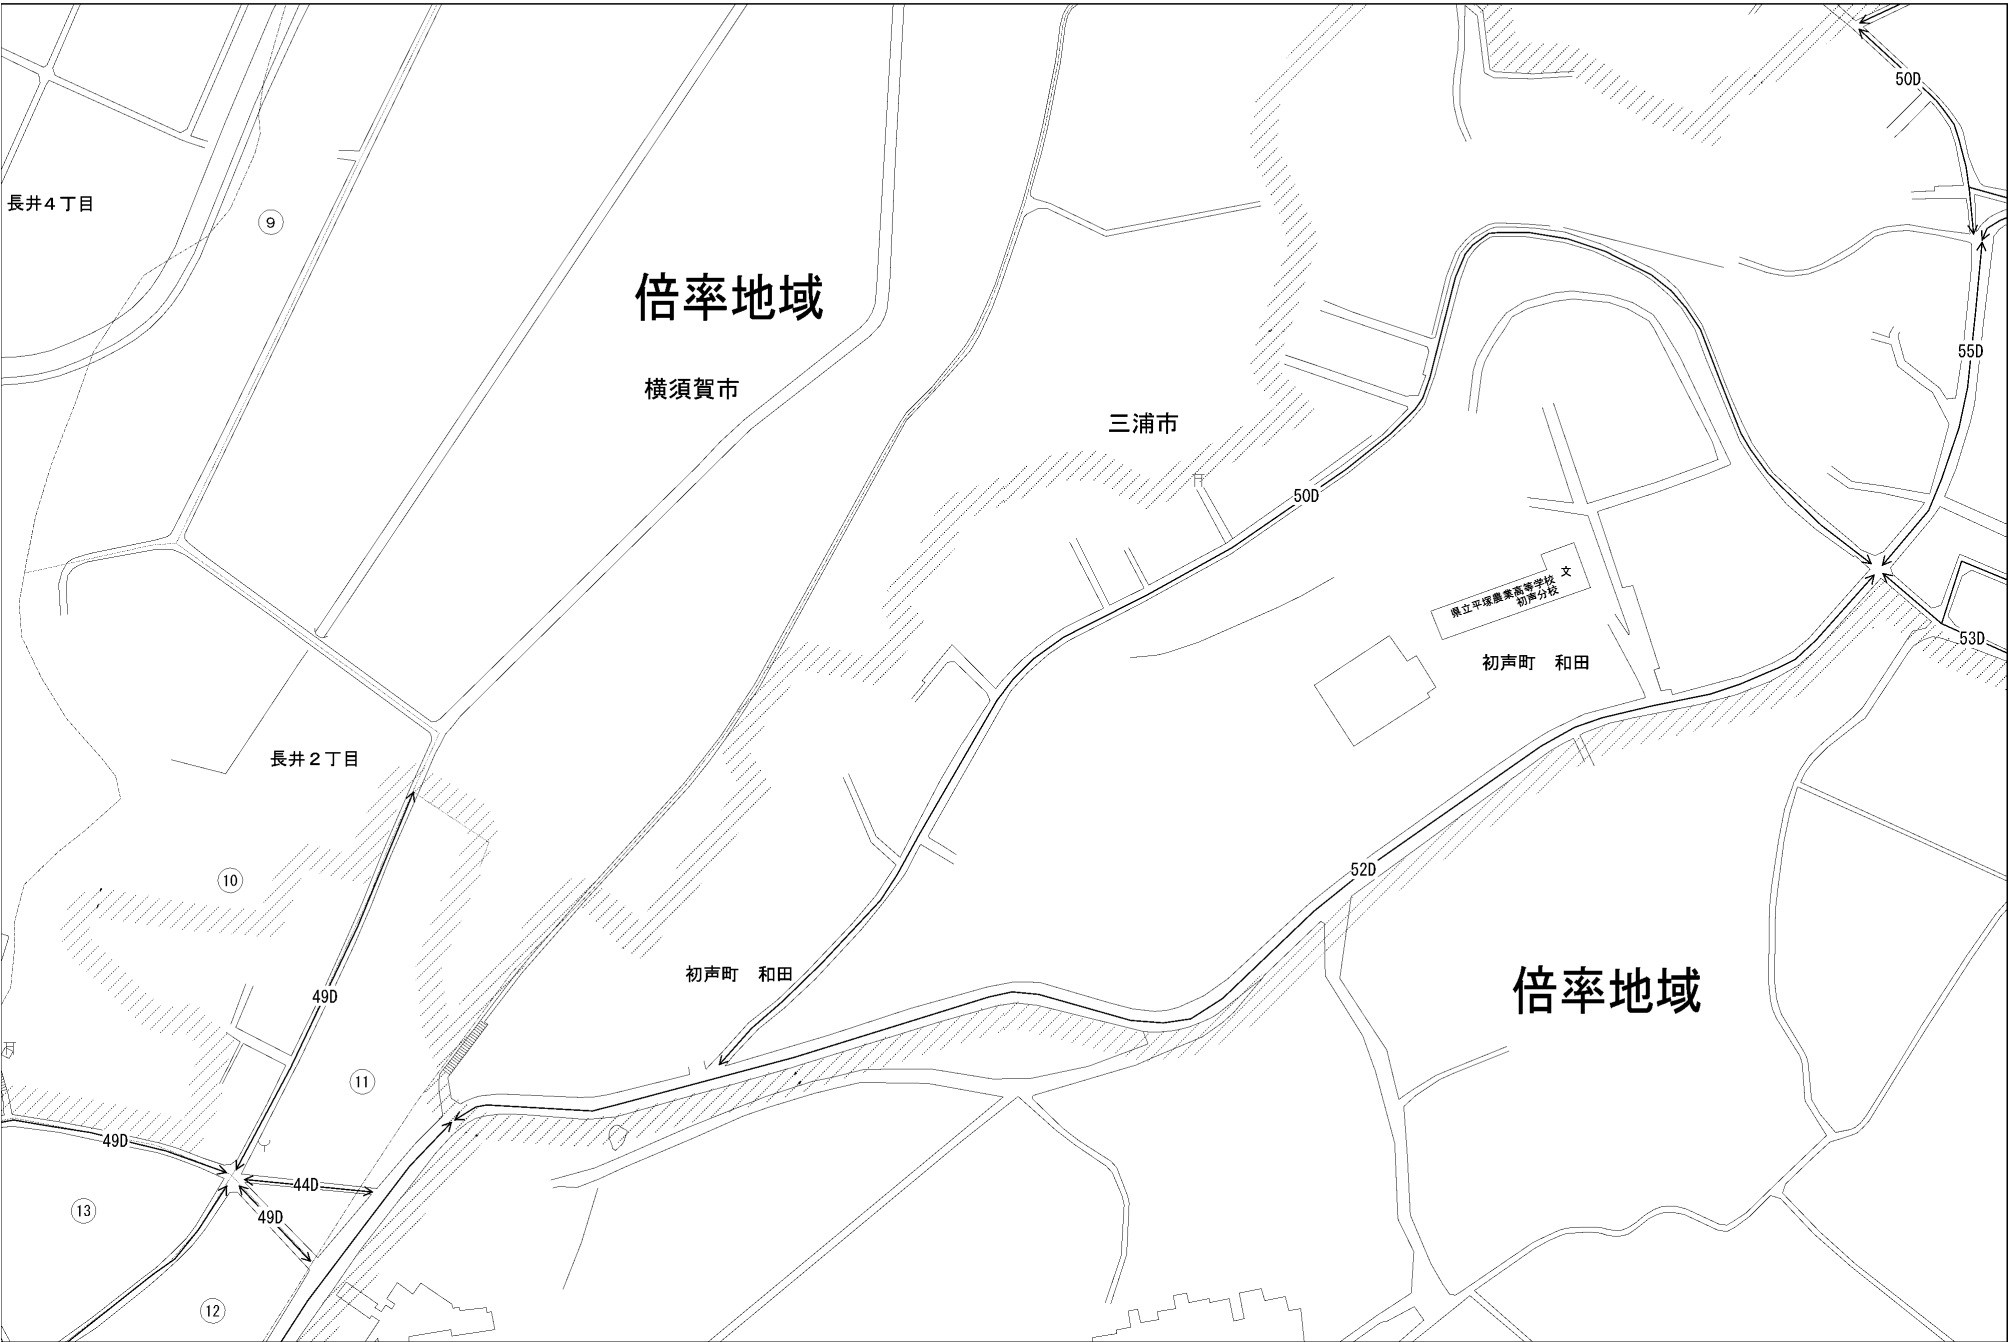 50D
長井4丁目
⑨
倍率地域
55D
横須賀市
三浦市
50D
文
県立平塚農業高等学校
初声分校
53D
初声町 和田
長井2丁目
52D
⑩
初声町 和田
倍率地域
49D
⑪
49D
44D
⑬
49D
⑫